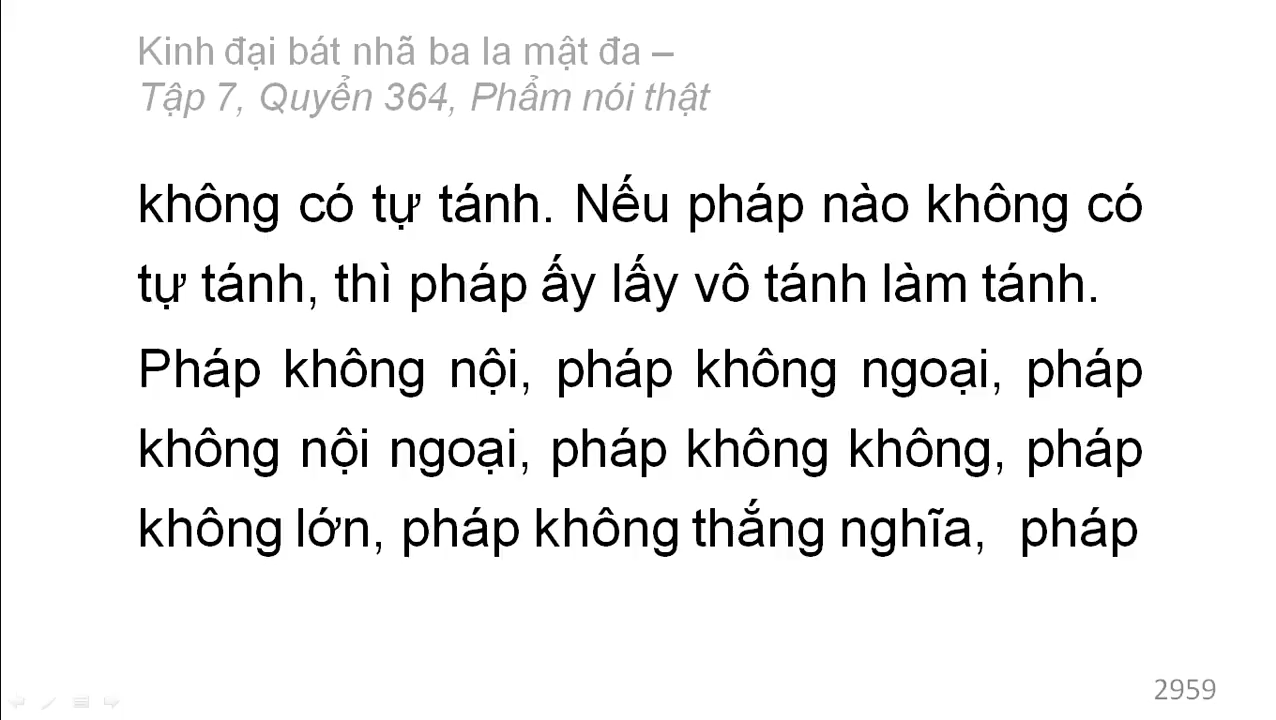 Kinh đại bát nhã ba la mật đa –
Tập 7, Quyển 364, Phẩm nói thật
không có tự tánh. Nếu pháp nào không có
tự tánh, thì pháp ấy lấy vô tánh làm tánh.
Pháp không nội, pháp không ngoại, pháp
không nội ngoại, pháp không không, pháp
không lớn, pháp không thắng nghĩa, pháp
2959